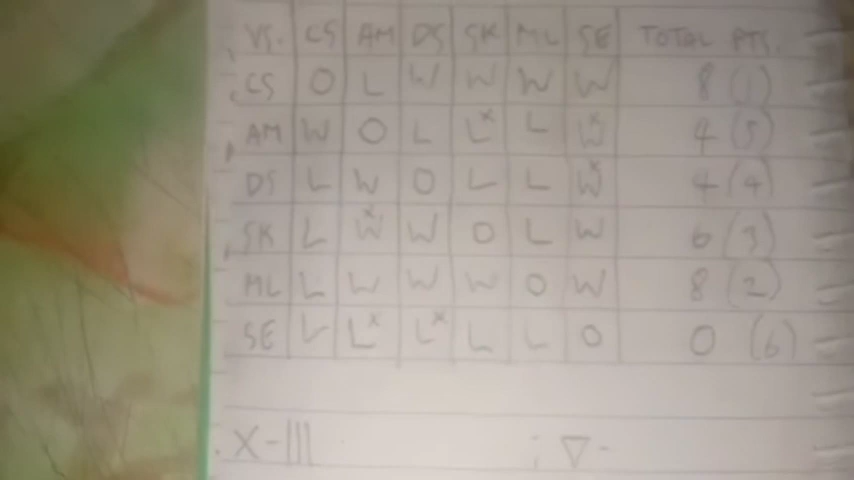 VS. CS AM DS SK ML SE TOTAL PTS.
CS O L W W W W 8 (1)
AM W O L L* L W* 4 (5)
DS L W O L L W* 4 (4)
SK L W* W O L W 6 (3)
ML L W W W O W 8 (2)
SE L L* L* L L O 0 (6)
X-||| ; ▽-